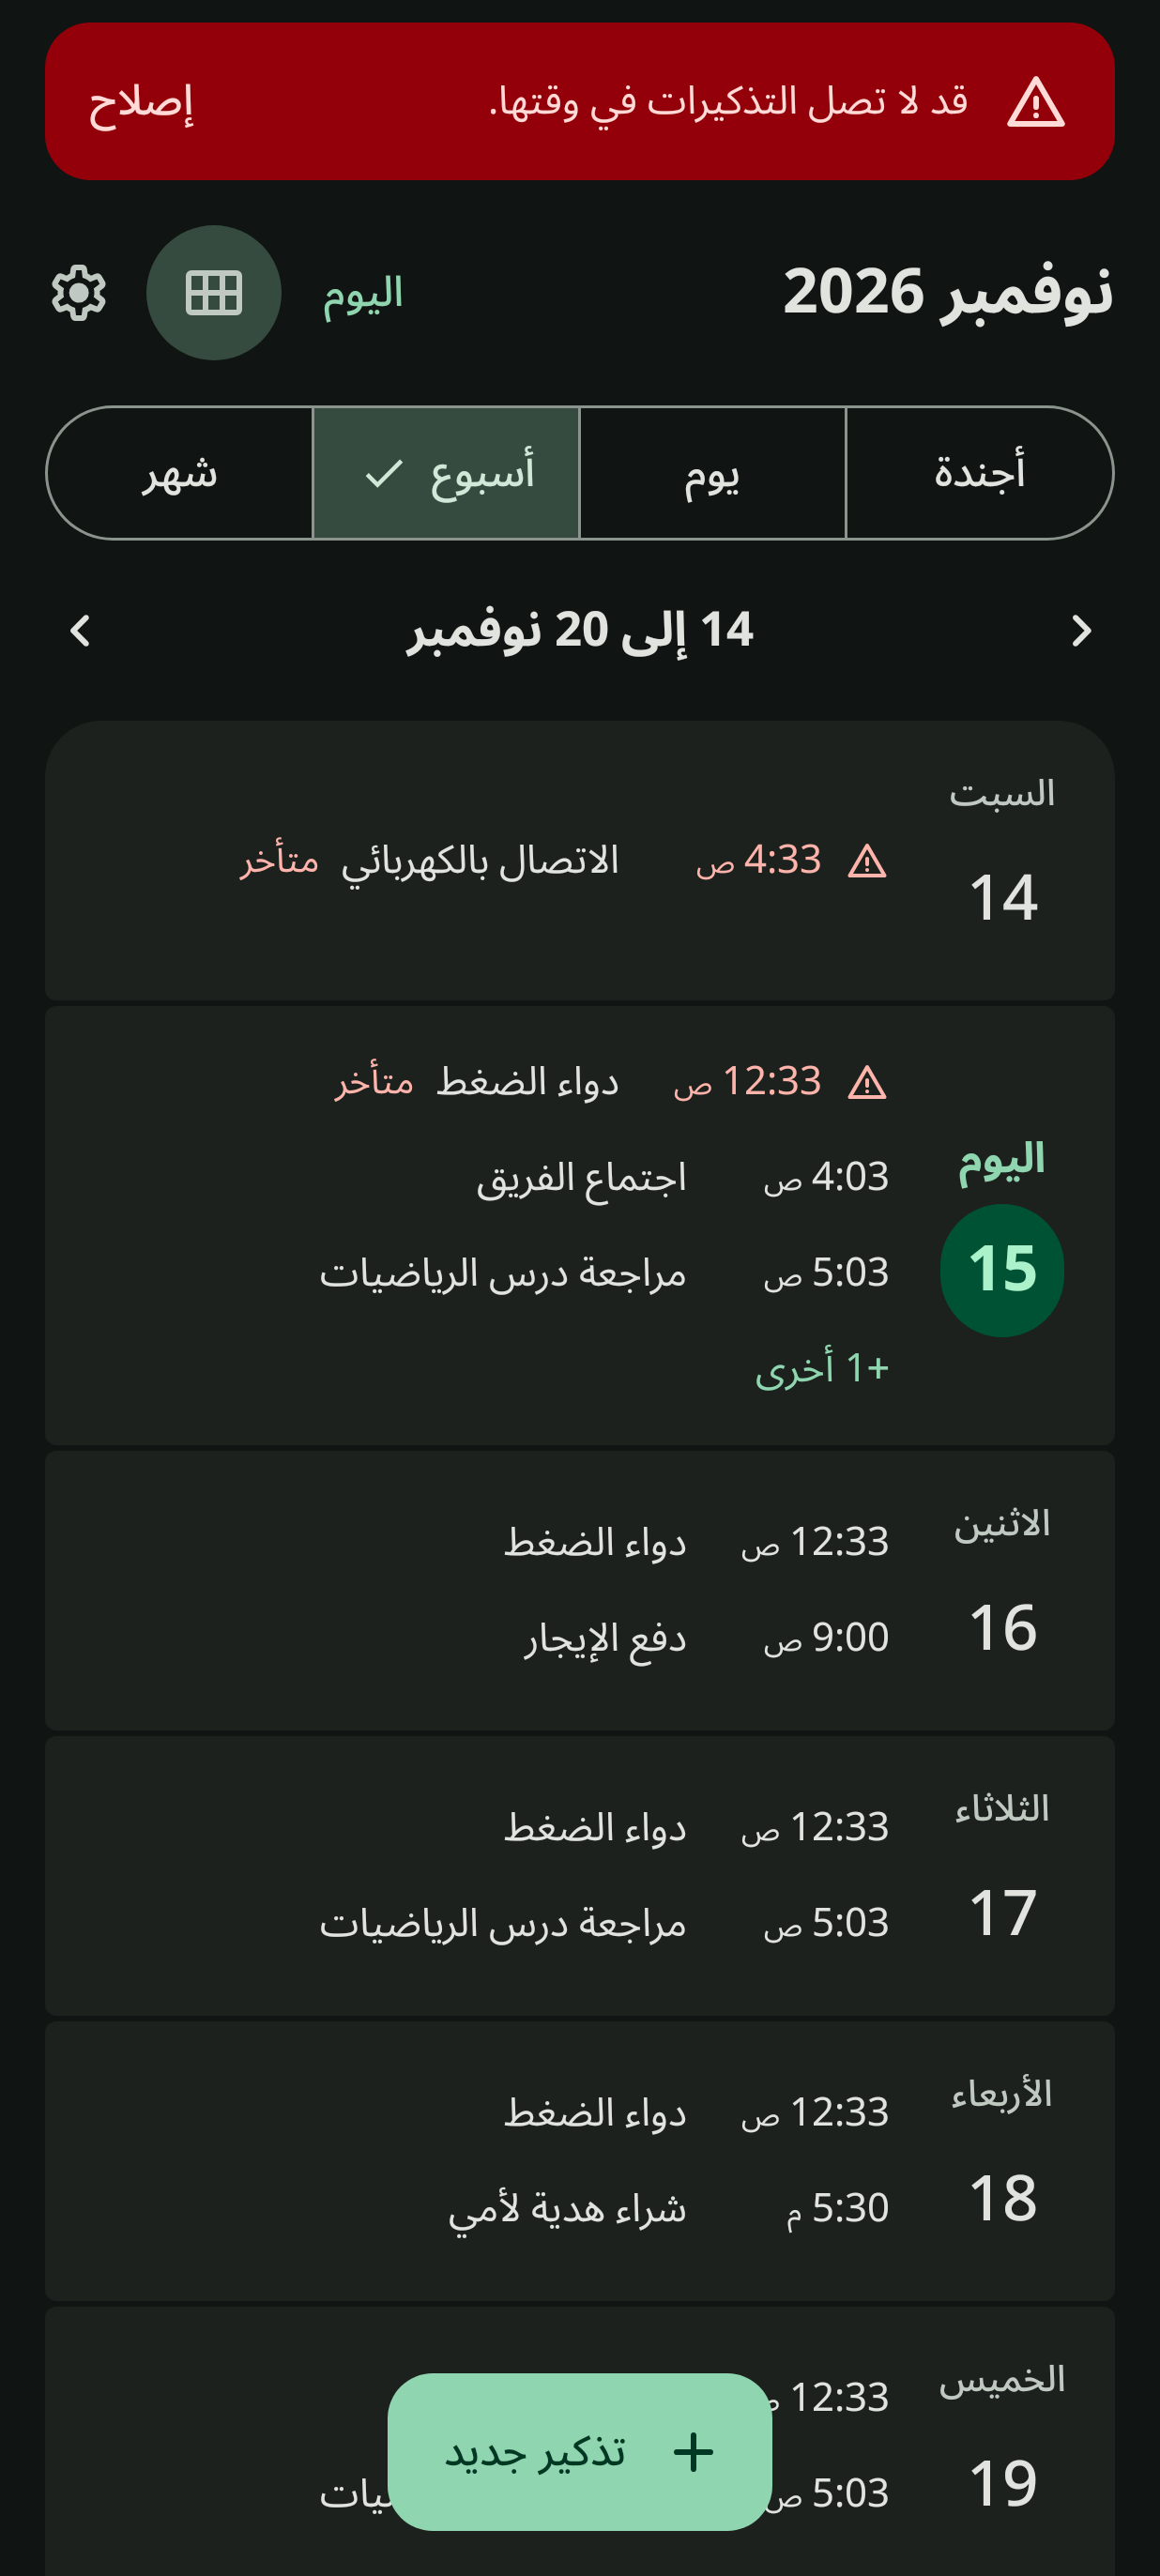 قد لا تصل التذكيرات في وقتها.
إصلاح
نوفمبر 2026
اليوم
أجندة
يوم
أسبوع
شهر
14 إلى 20 نوفمبر
السبت
14
4:33 ص الاتصال بالكهربائي متأخر
اليوم
15
12:33 ص دواء الضغط متأخر
4:03 ص اجتماع الفريق
5:03 ص مراجعة درس الرياضيات
+1 أخرى
الاثنين
16
12:33 ص دواء الضغط
9:00 ص دفع الإيجار
الثلاثاء
17
12:33 ص دواء الضغط
5:03 ص مراجعة درس الرياضيات
الأربعاء
18
12:33 ص دواء الضغط
5:30 م شراء هدية لأمي
الخميس
19
12:33 ص
5:03 ص
تذكير جديد